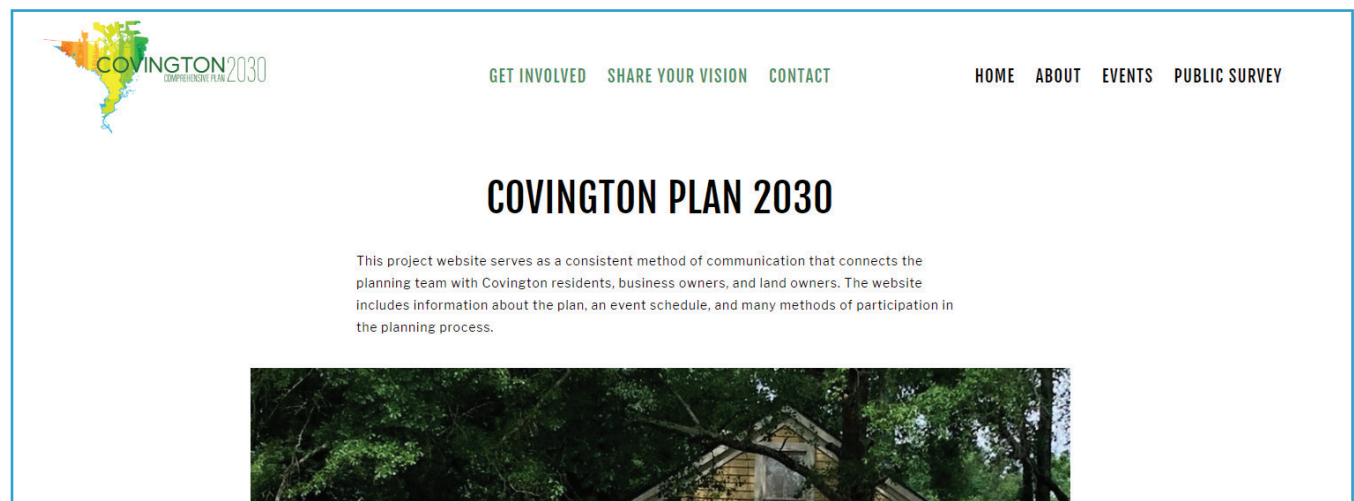 COVINGTON 2030
COMPREHENSIVE PLAN
GET INVOLVED SHARE YOUR VISION CONTACT
HOME ABOUT EVENTS PUBLIC SURVEY
COVINGTON PLAN 2030
This project website serves as a consistent method of communication that connects the
planning team with Covington residents, business owners, and land owners. The website
includes information about the plan, an event schedule, and many methods of participation in
the planning process.